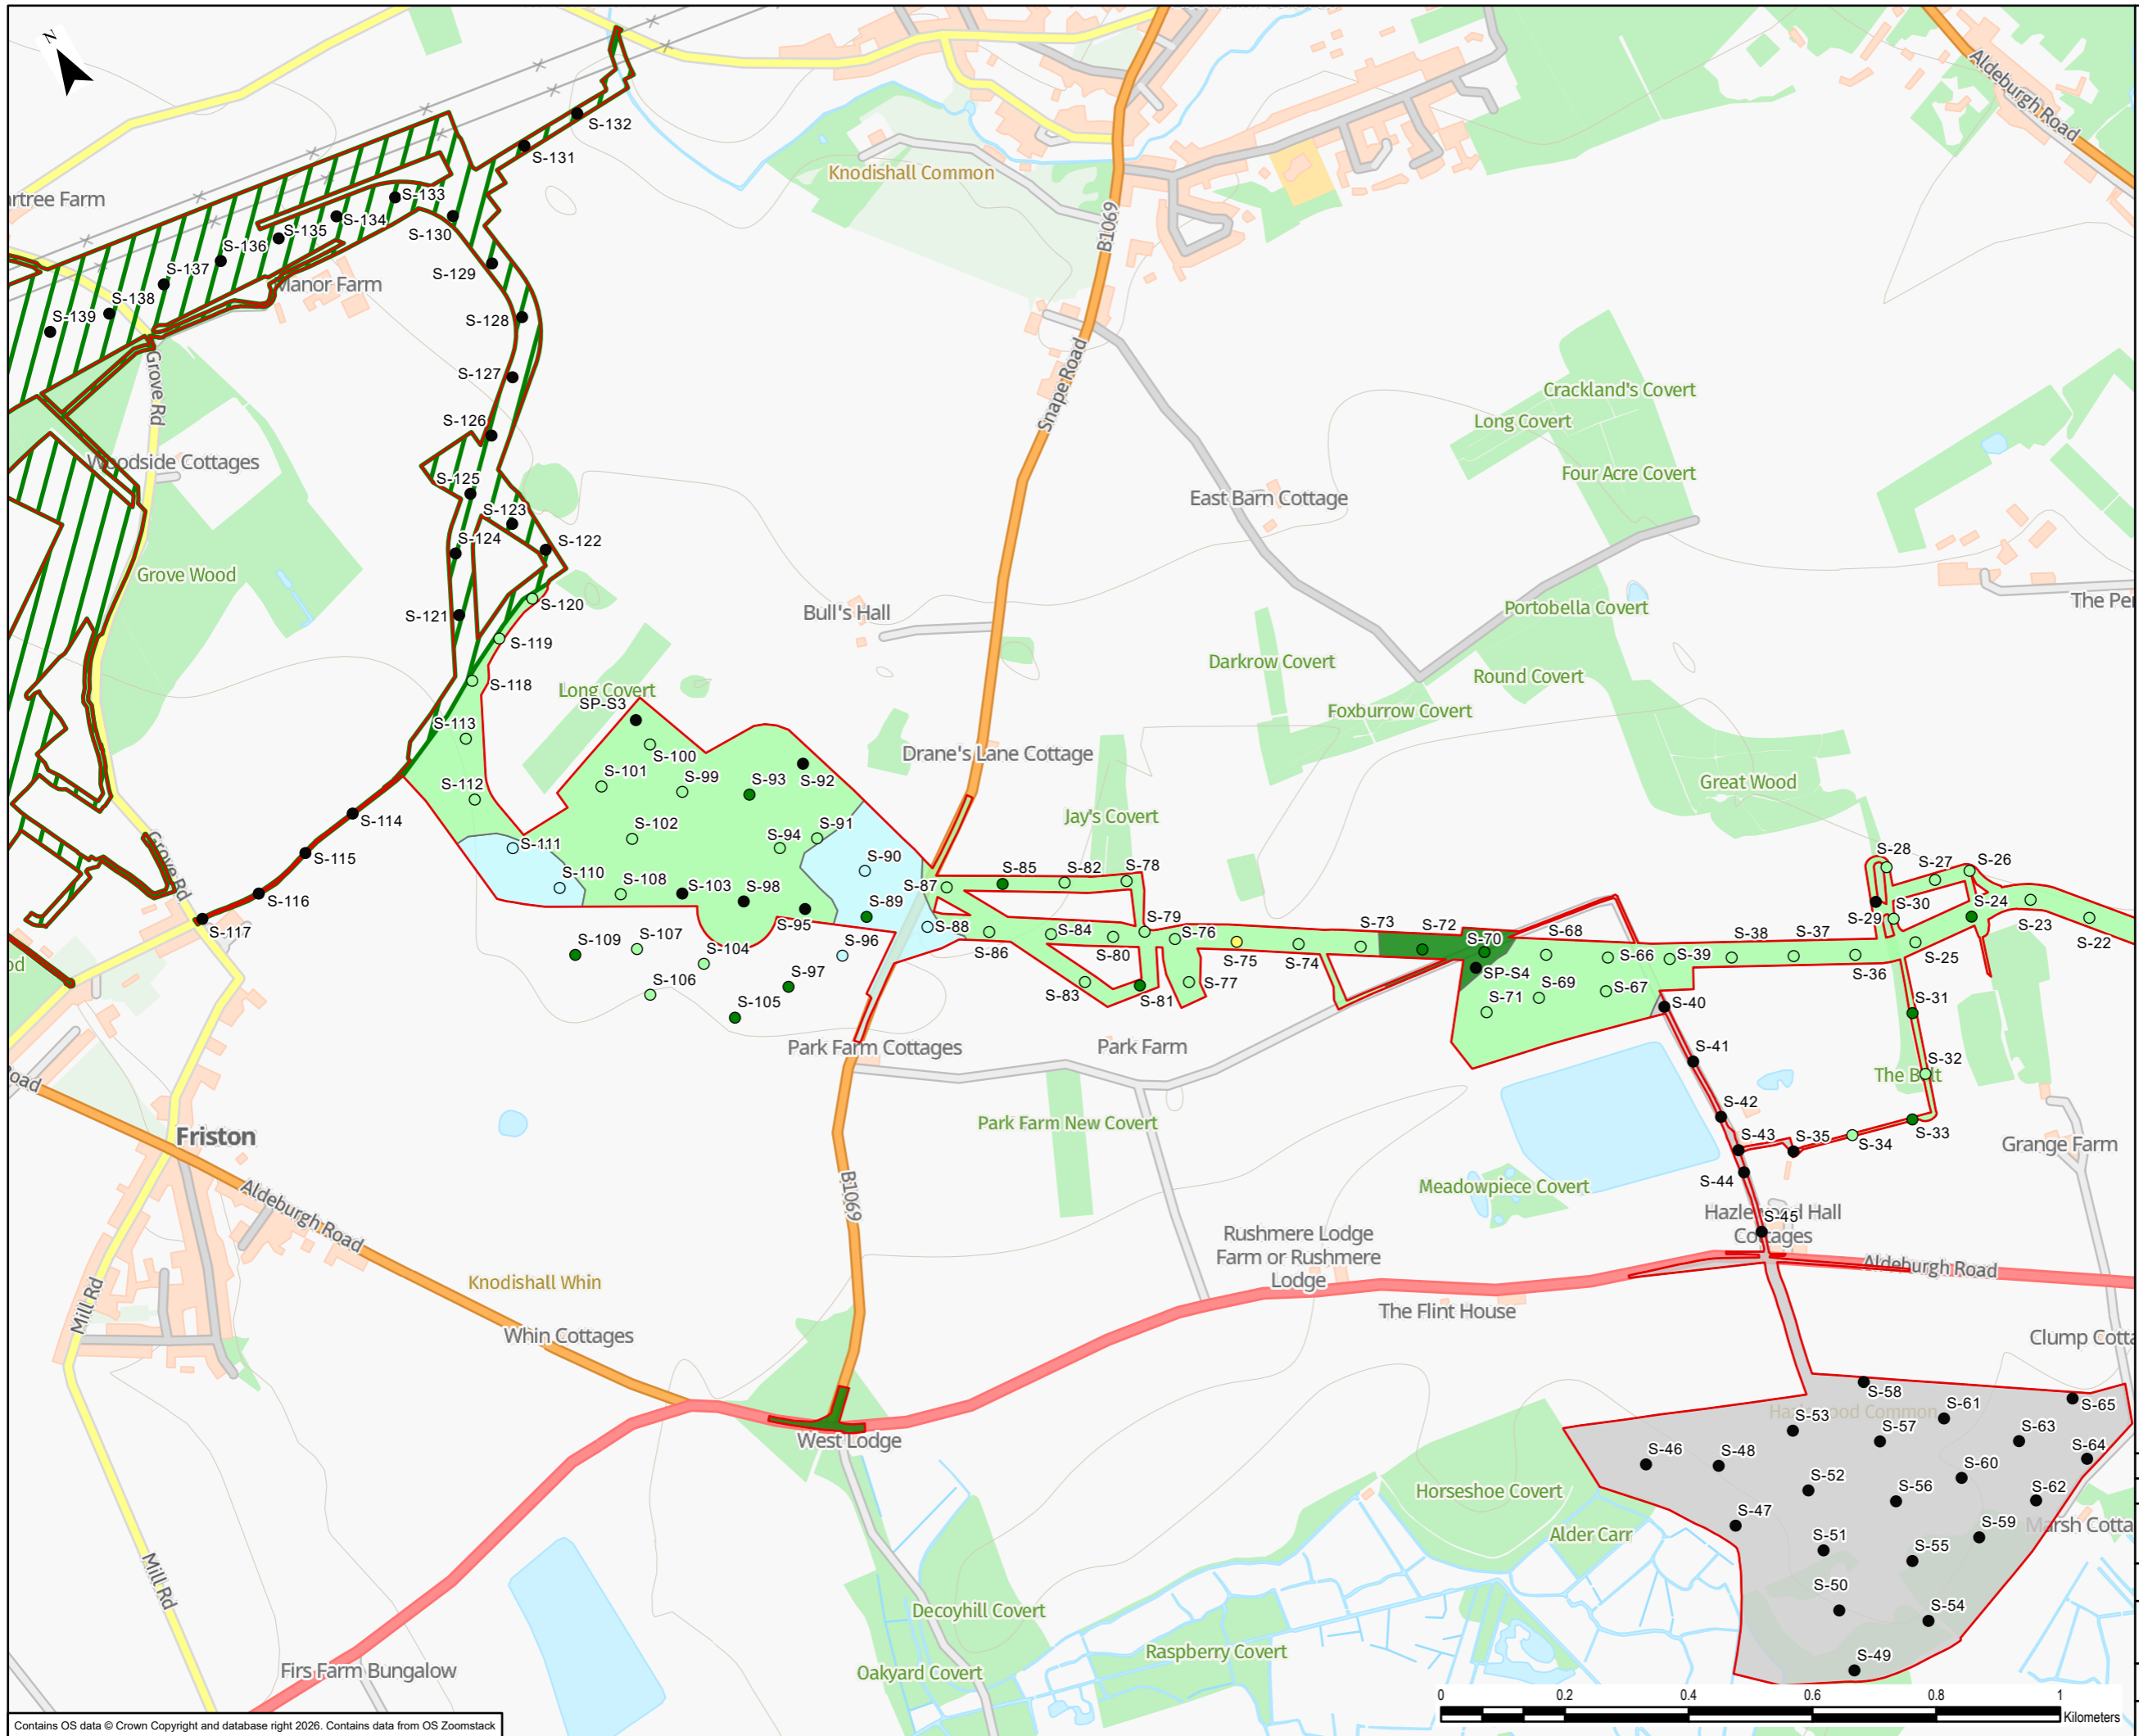 N
Aldeburgh Road
S-132
S-131
Knodishall Common
S-133
S-134
S-135
S-130
S-136
B1069
S-129
S-137
Manor Farm
S-138
S-139
S-128
Snape Road
Grove Rd
S-127
Crackland's Covert
Long Covert
S-126
Woodside Cottages
Four Acre Covert
S-125
East Barn Cottage
S-123
S-124
S-122
Grove Wood
Portobella Covert
S-120
Bull's Hall
S-121
S-119
Darkrow Covert
Round Covert
S-118
Long Covert
SP-S3
Foxburrow Covert
S-113
S-100
Drane's Lane Cottage
S-101
S-99
S-93
S-92
Great Wood
S-112
S-114
Jay's Covert
S-102
S-94
S-91
S-111
S-115
S-90
S-28
S-27
S-26
Grove Rd
S-110
S-108
S-103
S-98
S-87
S-85
S-82
S-78
S-116
S-89
S-30
S-29
S-24
S-23
S-22
S-117
S-95
S-88
S-79
S-76
S-73
S-72
S-70
S-68
S-66
S-39
S-38
S-37
S-36
S-25
S-109
S-107
S-104
S-96
S-86
S-84
S-80
S-75
S-74
SP-S4
S-106
S-97
S-83
S-81
S-77
S-71
S-69
S-67
S-40
S-31
S-105
Park Farm Cottages
Park Farm
S-41
S-32
The Belt
Road
Park Farm New Covert
S-42
Friston
S-43
S-35
S-34
S-33
Grange Farm
S-44
Meadowpiece Covert
B1069
Aldeburgh Road
Hazlewood Hall
Cottages
S-45
Rushmere Lodge
Farm or Rushmere
Lodge
Aldeburgh Road
Knodishall Whin
Mill Rd
The Flint House
Whin Cottages
S-58
S-61
S-65
Hazlewood Common
S-53
S-57
S-63
West Lodge
S-46
S-48
S-64
S-60
S-52
S-62
Horseshoe Covert
S-56
S-47
S-59
Alder Carr
S-51
S-55
Mill Rd
S-50
Decoyhill Covert
S-54
Raspberry Covert
S-49
Firs Farm Bungalow
Oakyard Covert
0 0.2 0.4 0.6 0.8 1
Kilometers
Contains OS data © Crown Copyright and database right 2026. Contains data from OS Zoomstack